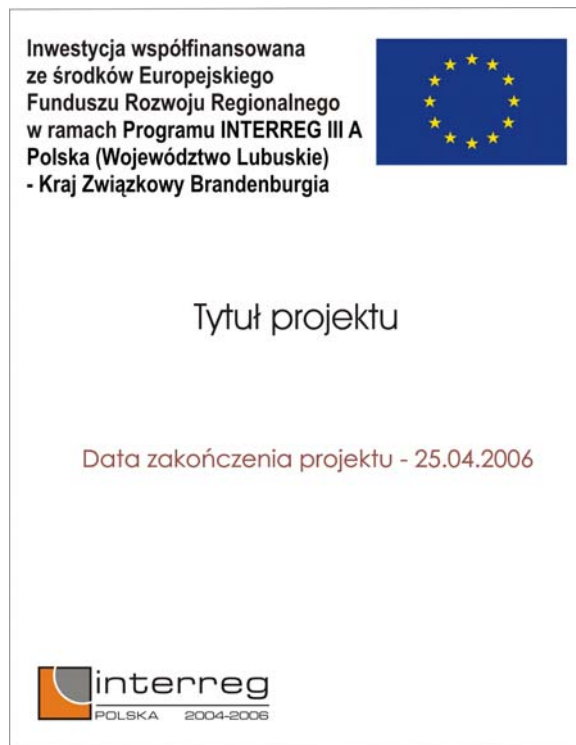 Inwestycja współfinansowana
ze środków Europejskiego
Funduszu Rozwoju Regionalnego
w ramach Programu INTERREG III A
Polska (Województwo Lubuskie)
- Kraj Związkowy Brandenburgia
Tytuł projektu
Data zakończenia projektu - 25.04.2006
interreg
POLSKA 2004-2006